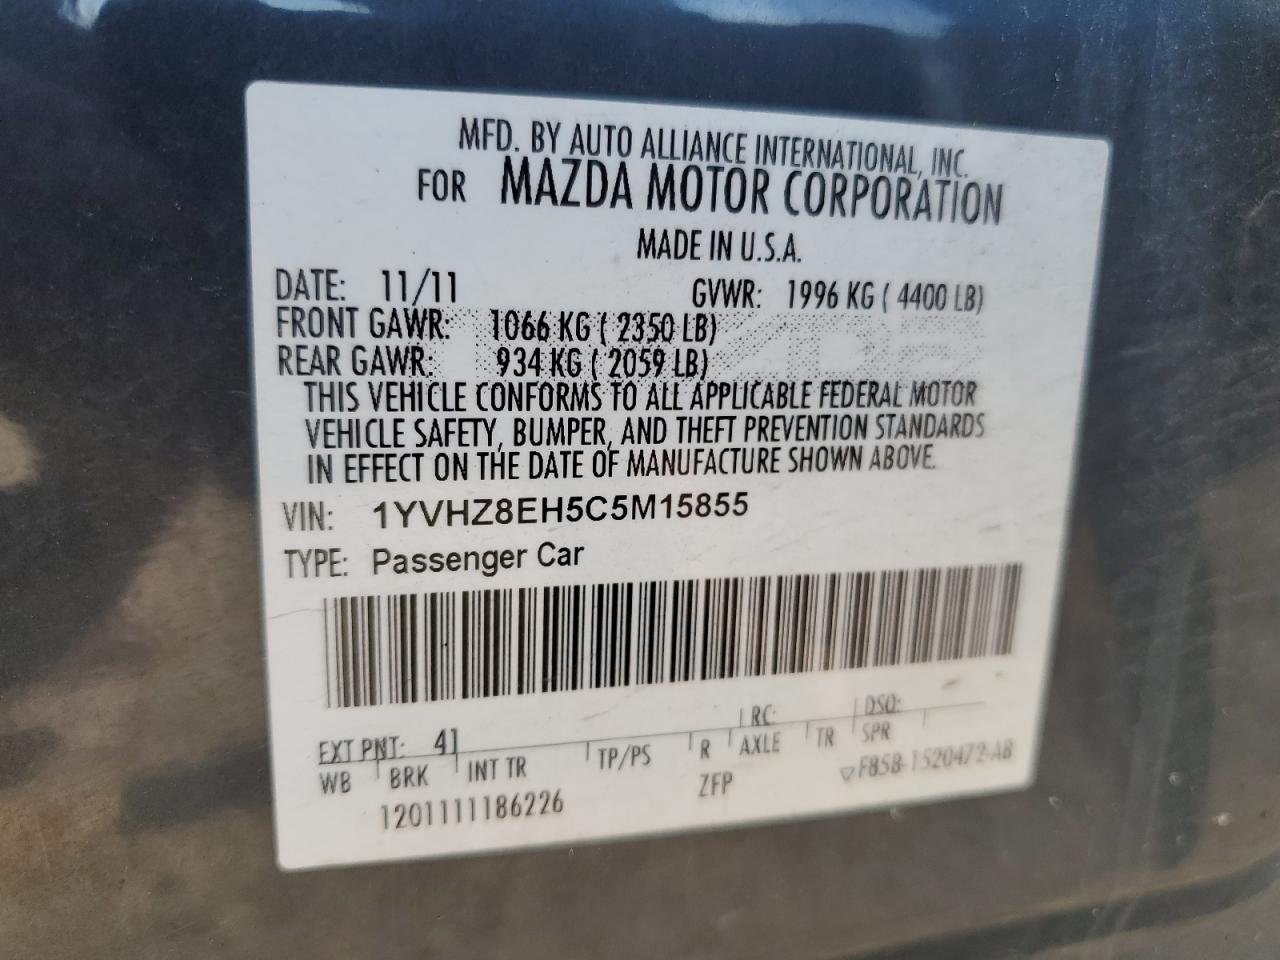 MFD. BY AUTO ALLIANCE INTERNATIONAL, INC.
FOR MAZDA MOTOR CORPORATION
MADE IN U.S.A.
DATE: 11/11 GVWR: 1996 KG ( 4400 LB)
FRONT GAWR: 1066 KG ( 2350 LB)
REAR GAWR: 934 KG ( 2059 LB)
THIS VEHICLE CONFORMS TO ALL APPLICABLE FEDERAL MOTOR
VEHICLE SAFETY, BUMPER, AND THEFT PREVENTION STANDARDS
IN EFFECT ON THE DATE OF MANUFACTURE SHOWN ABOVE.
VIN: 1YVHZ8EH5C5M15855
TYPE: Passenger Car
EXT PNT: 41 RC: DSO:
WB BRK INT TR TP/PS R AXLE TR SPR
1201111186226 ZFP F85B-1520472-AB